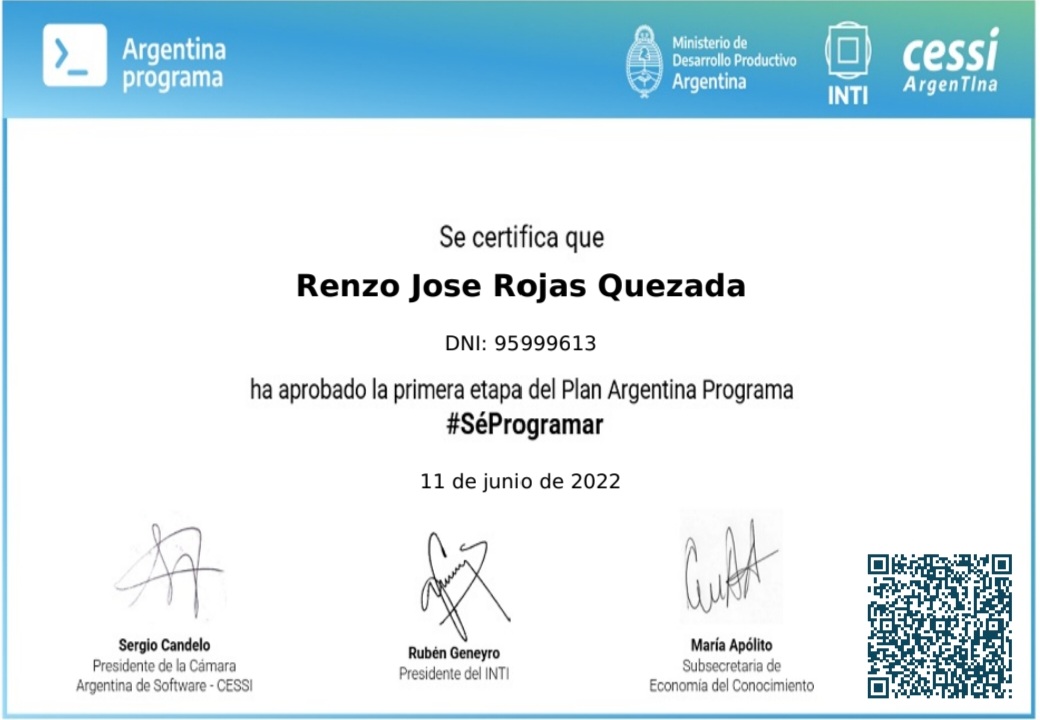 Argentina
programa
Ministerio de
Desarrollo Productivo
Argentina
INTI
cessi
ArgenTIna
Se certifica que
Renzo Jose Rojas Quezada
DNI: 95999613
ha aprobado la primera etapa del Plan Argentina Programa
#SéProgramar
11 de junio de 2022
Sergio Candelo
Presidente de la Cámara
Argentina de Software - CESSI
Rubén Geneyro
Presidente del INTI
María Apólito
Subsecretaria de
Economía del Conocimiento